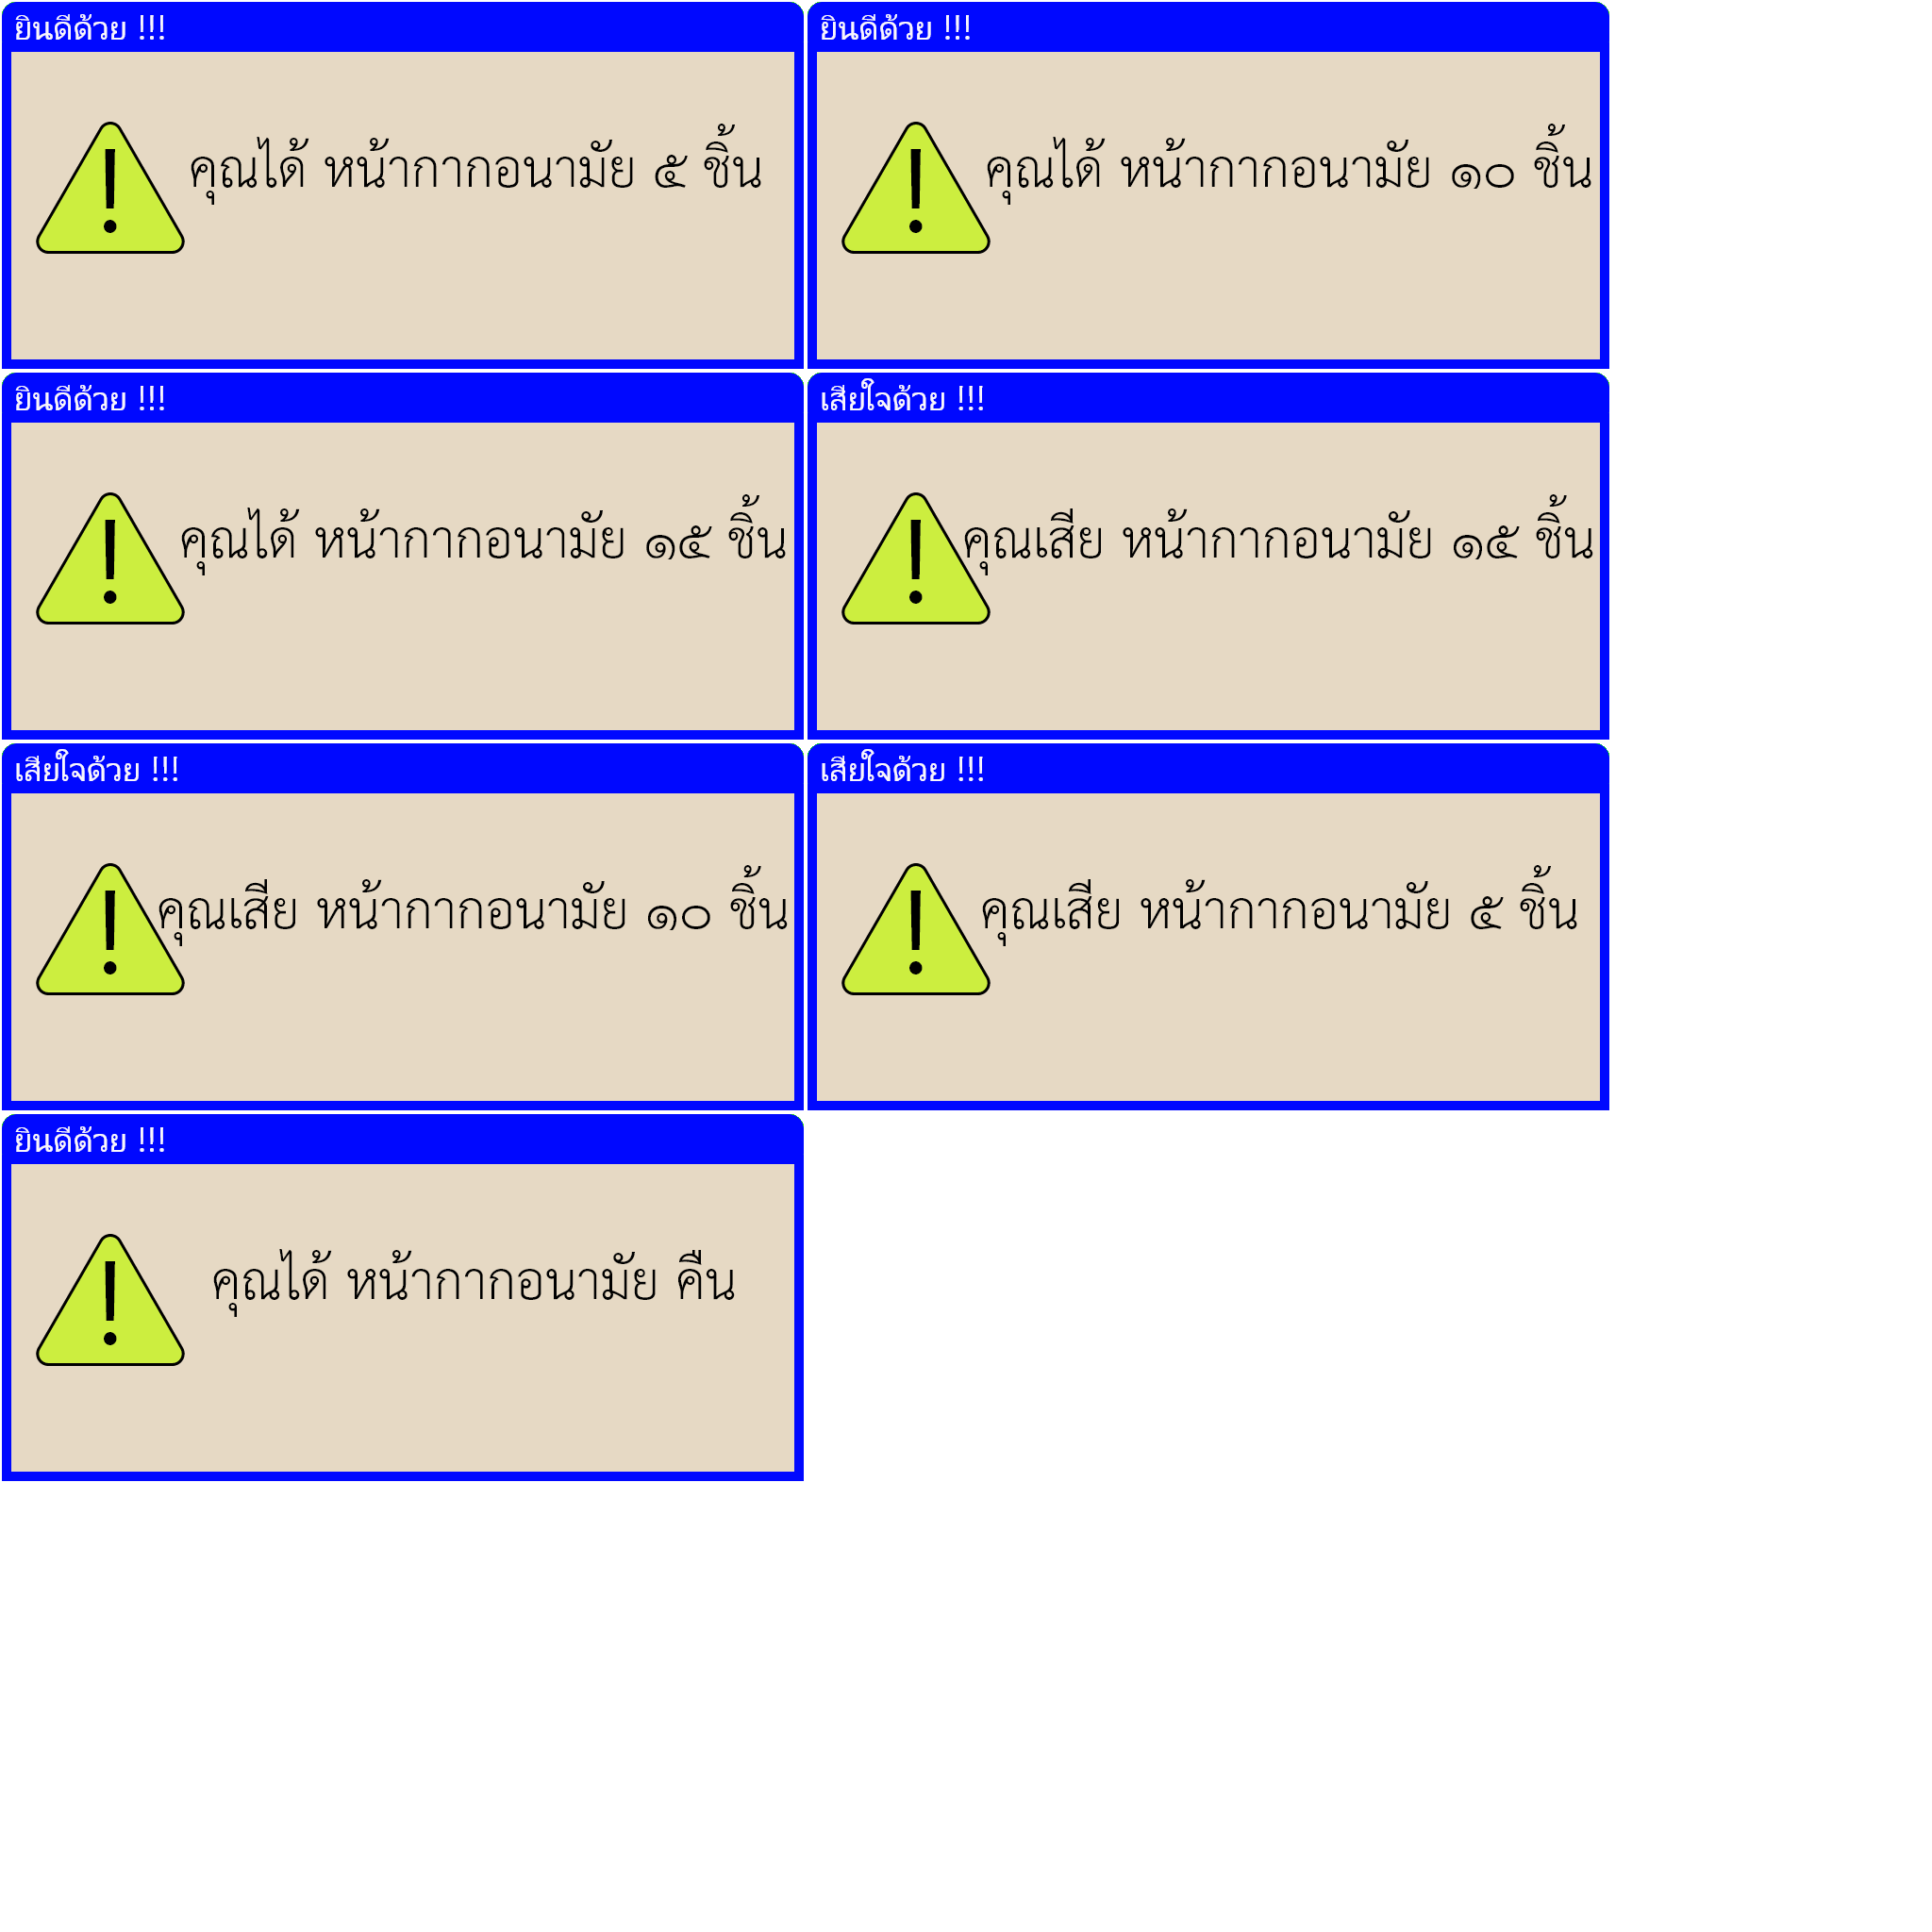 ยินดีด้วย !!!
คุณได้ หน้ากากอนามัย ๕ ชิ้น
ยินดีด้วย !!!
คุณได้ หน้ากากอนามัย ๑๐ ชิ้น
ยินดีด้วย !!!
คุณได้ หน้ากากอนามัย ๑๕ ชิ้น
เสียใจด้วย !!!
คุณเสีย หน้ากากอนามัย ๑๕ ชิ้น
เสียใจด้วย !!!
คุณเสีย หน้ากากอนามัย ๑๐ ชิ้น
เสียใจด้วย !!!
คุณเสีย หน้ากากอนามัย ๕ ชิ้น
ยินดีด้วย !!!
คุณได้ หน้ากากอนามัย คืน